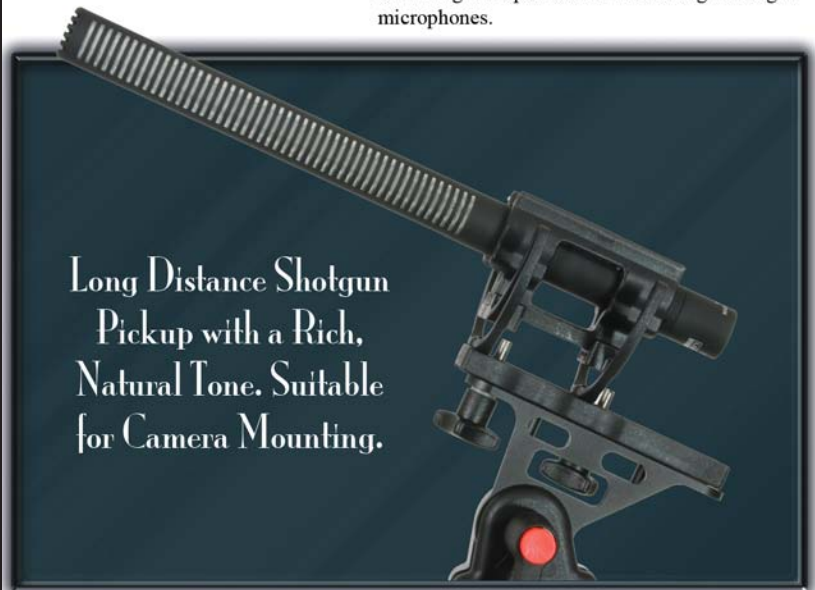 microphones.
Long Distance Shotgun
Pickup with a Rich,
Natural Tone. Suitable
for Camera Mounting.